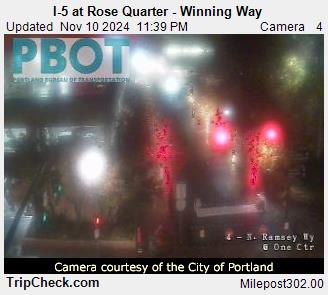 I-5 at Rose Quarter - Winning Way
Updated Nov 10 2024 11:39 PM Camera 4
PBOT
PORTLAND BUREAU OF TRANSPORTATION
4 - N. Ramsey Wy
@ One Ctr
Camera courtesy of the City of Portland
TripCheck.com Milepost302.00